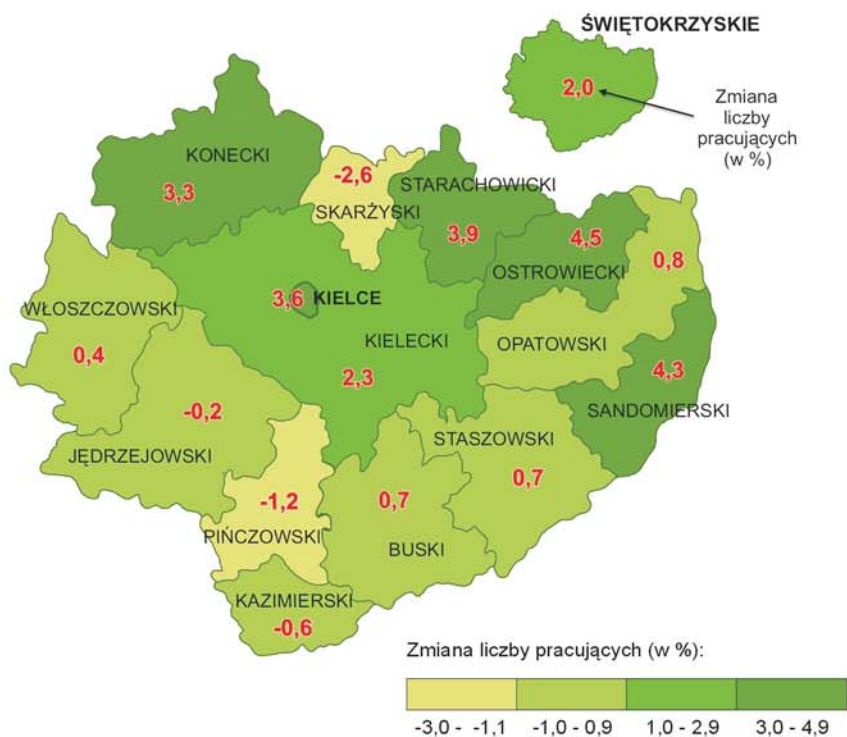 ŚWIĘTOKRZYSKIE
2,0
Zmiana
liczby
pracujących
(w %)
KONECKI
3,3
-2,6
SKARŻYSKI
STARACHOWICKI
3,9
4,5
OSTROWIECKI
0,8
OPATOWSKI
WŁOSZCZOWSKI
0,4
3,6 KIELCE
KIELECKI
2,3
4,3
SANDOMIERSKI
-0,2
JĘDRZEJOWSKI
STASZOWSKI
0,7
-1,2
PIŃCZOWSKI
0,7
BUSKI
KAZIMIERSKI
-0,6
Zmiana liczby pracujących (w %):
-3,0 - -1,1 -1,0 - 0,9 1,0 - 2,9 3,0 - 4,9